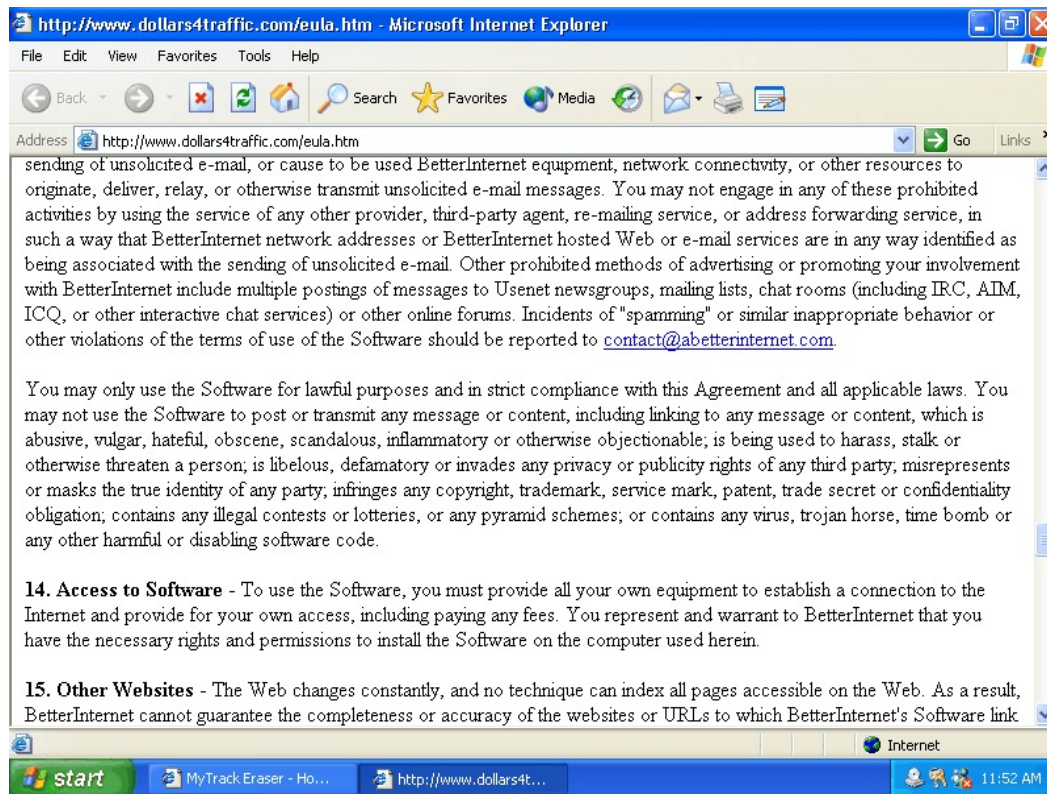 http://www.dollars4traffic.com/eula.htm - Microsoft Internet Explorer
File Edit View Favorites Tools Help
Back Search Favorites Media
Address http://www.dollars4traffic.com/eula.htm Go Links
sending of unsolicited e-mail, or cause to be used BetterInternet equipment, network connectivity, or other resources to
originate, deliver, relay, or otherwise transmit unsolicited e-mail messages. You may not engage in any of these prohibited
activities by using the service of any other provider, third-party agent, re-mailing service, or address forwarding service, in
such a way that BetterInternet network addresses or BetterInternet hosted Web or e-mail services are in any way identified as
being associated with the sending of unsolicited e-mail. Other prohibited methods of advertising or promoting your involvement
with BetterInternet include multiple postings of messages to Usenet newsgroups, mailing lists, chat rooms (including IRC, AIM,
ICQ, or other interactive chat services) or other online forums. Incidents of "spamming" or similar inappropriate behavior or
other violations of the terms of use of the Software should be reported to contact@abetterinternet.com.
You may only use the Software for lawful purposes and in strict compliance with this Agreement and all applicable laws. You
may not use the Software to post or transmit any message or content, including linking to any message or content, which is
abusive, vulgar, hateful, obscene, scandalous, inflammatory or otherwise objectionable; is being used to harass, stalk or
otherwise threaten a person; is libelous, defamatory or invades any privacy or publicity rights of any third party; misrepresents
or masks the true identity of any party; infringes any copyright, trademark, service mark, patent, trade secret or confidentiality
obligation; contains any illegal contests or lotteries, or any pyramid schemes; or contains any virus, trojan horse, time bomb or
any other harmful or disabling software code.
14. Access to Software - To use the Software, you must provide all your own equipment to establish a connection to the
Internet and provide for your own access, including paying any fees. You represent and warrant to BetterInternet that you
have the necessary rights and permissions to install the Software on the computer used herein.
15. Other Websites - The Web changes constantly, and no technique can index all pages accessible on the Web. As a result,
BetterInternet cannot guarantee the completeness or accuracy of the websites or URLs to which BetterInternet's Software link
Internet
start MyTrack Eraser - Ho... http://www.dollars4t... 11:52 AM